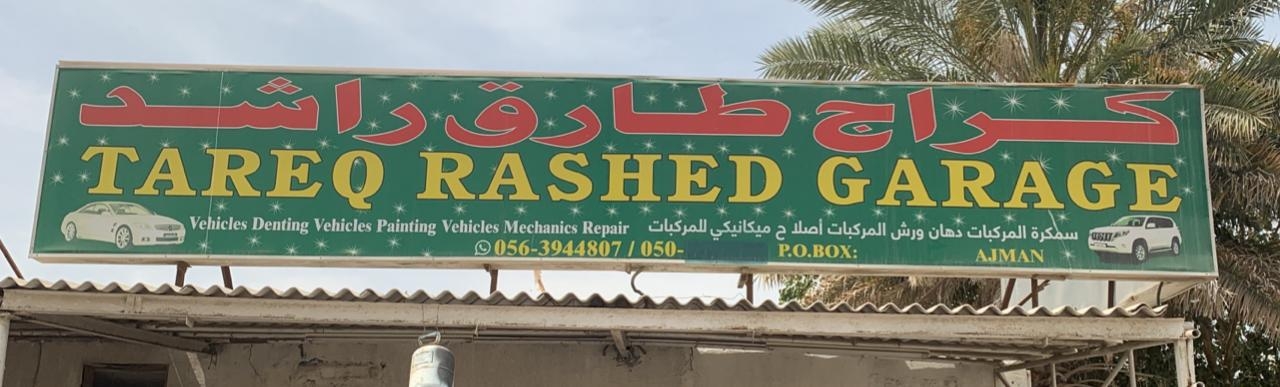 كراج طارق راشد
TAREQ RASHED GARAGE
Vehicles Denting Vehicles Painting Vehicles Mechanics Repair سمكرة المركبات دهان ورش المركبات أصلا ح ميكانيكي للمركبات
056-3944807 / 050- P.O.BOX: AJMAN